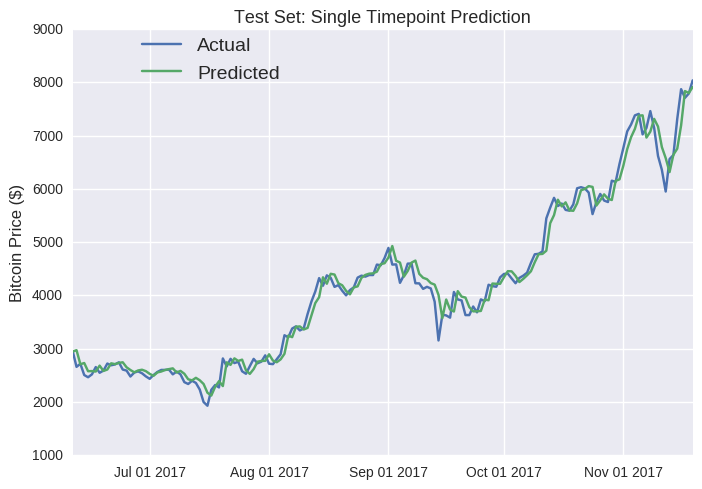 Test Set: Single Timepoint Prediction
Actual
Predicted
Bitcoin Price ($)
9000
8000
7000
6000
5000
4000
3000
2000
1000
Jul 01 2017
Aug 01 2017
Sep 01 2017
Oct 01 2017
Nov 01 2017